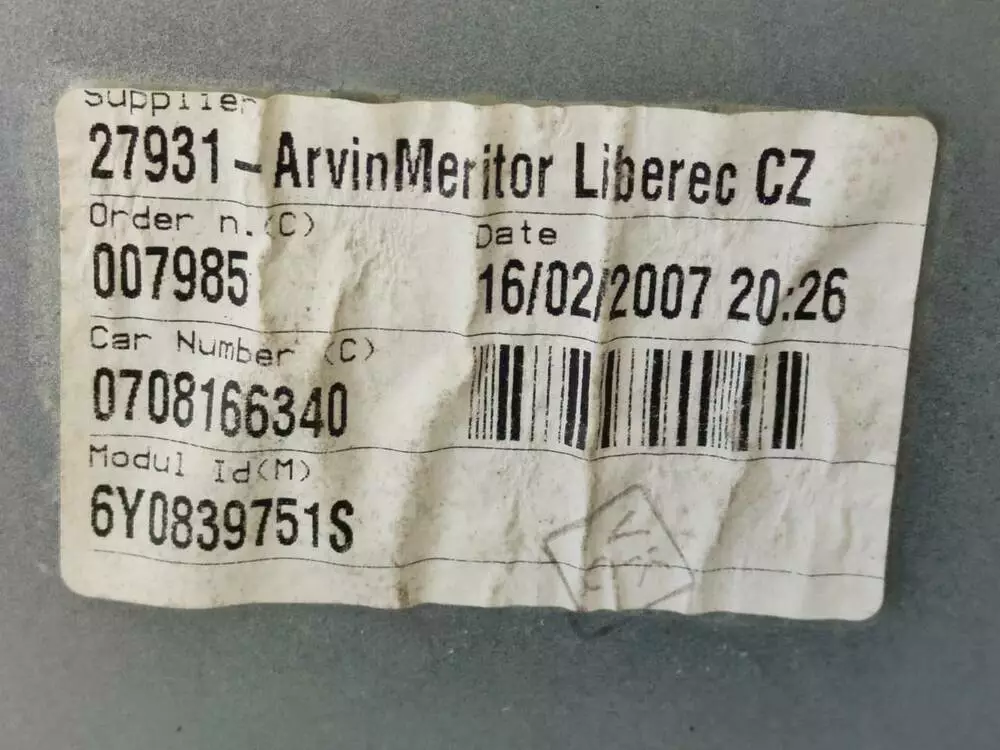 Supplier
27931-ArvinMeritor Liberec CZ
Order n.(C)
Date
007985
16/02/2007 20:26
Car Number (C)
0708166340
Modul Id(M)
6Y0839751S